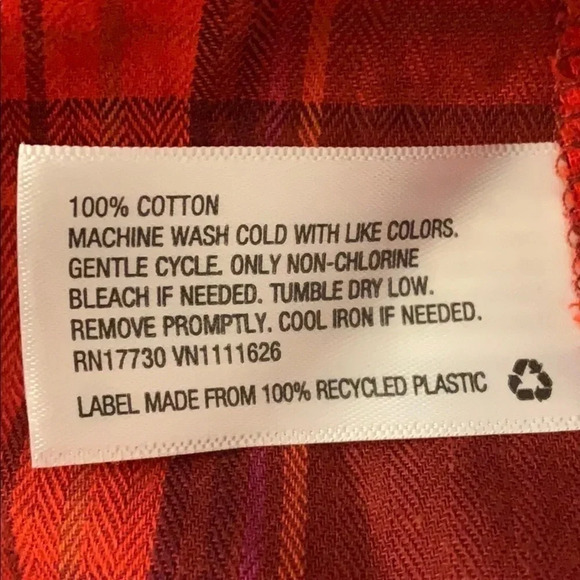 100% COTTON
MACHINE WASH COLD WITH LIKE COLORS.
GENTLE CYCLE. ONLY NON-CHLORINE
BLEACH IF NEEDED. TUMBLE DRY LOW.
REMOVE PROMPTLY. COOL IRON IF NEEDED.
RN17730 VN1111626
LABEL MADE FROM 100% RECYCLED PLASTIC